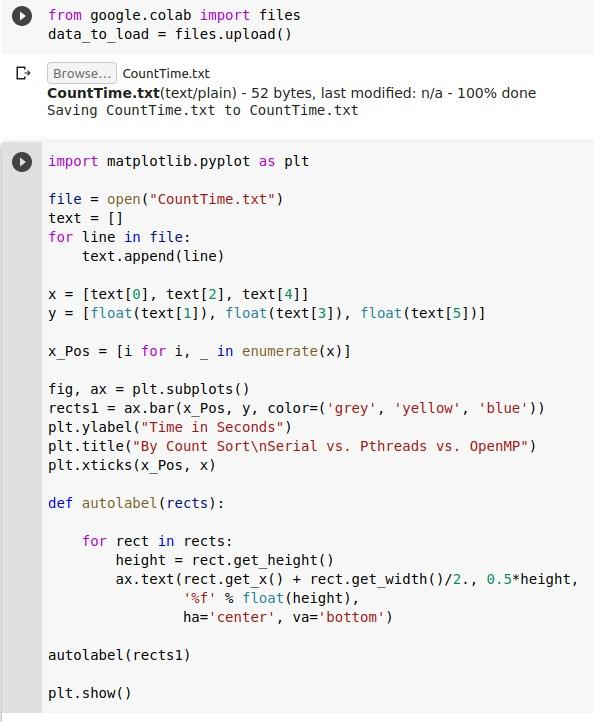 from google.colab import files
data_to_load = files.upload()
Browse... CountTime.txt
CountTime.txt(text/plain) - 52 bytes, last modified: n/a - 100% done
Saving CountTime.txt to CountTime.txt
import matplotlib.pyplot as plt
file = open("CountTime.txt")
text = []
for line in file:
    text.append(line)
x = [text[0], text[2], text[4]]
y = [float(text[1]), float(text[3]), float(text[5])]
x_Pos = [i for i, _ in enumerate(x)]
fig, ax = plt.subplots()
rects1 = ax.bar(x_Pos, y, color=('grey', 'yellow', 'blue'))
plt.ylabel("Time in Seconds")
plt.title("By Count Sort\nSerial vs. Pthreads vs. OpenMP")
plt.xticks(x_Pos, x)
def autolabel(rects):
    for rect in rects:
        height = rect.get_height()
        ax.text(rect.get_x() + rect.get_width()/2., 0.5*height,
                '%f' % float(height),
                ha='center', va='bottom')
autolabel(rects1)
plt.show()